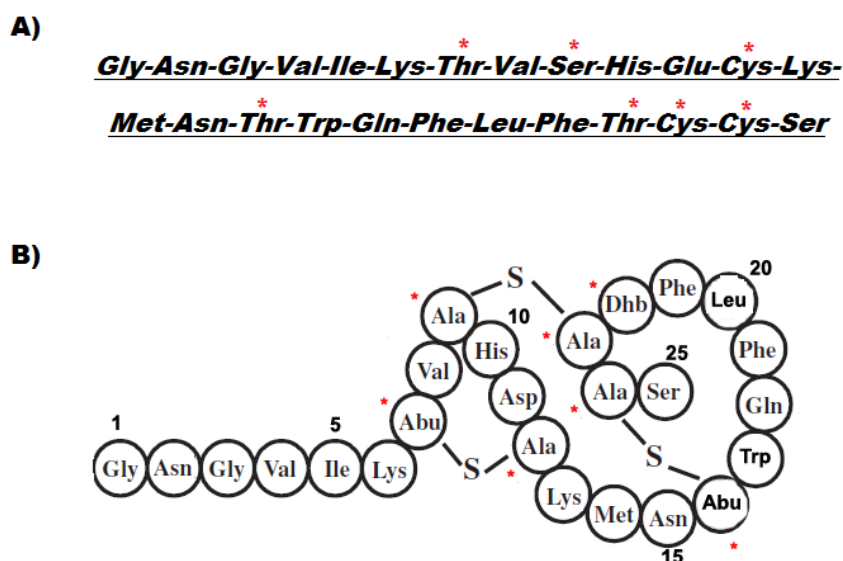 A)
* * *
Gly-Asn-Gly-Val-Ile-Lys-Thr-Val-Ser-His-Glu-Cys-Lys-
* * * *
Met-Asn-Thr-Trp-Gln-Phe-Leu-Phe-Thr-Cys-Cys-Ser
B)
1
Gly
Asn
Gly
Val
5
Ile
Lys
*
Abu
Val
*
Ala
S
10
His
Asp
S
*
Ala
Lys
Met
Asn
15
Abu
*
Trp
Gln
Phe
20
Leu
Phe
*
Dhb
*
Ala
*
Ala
25
Ser
S